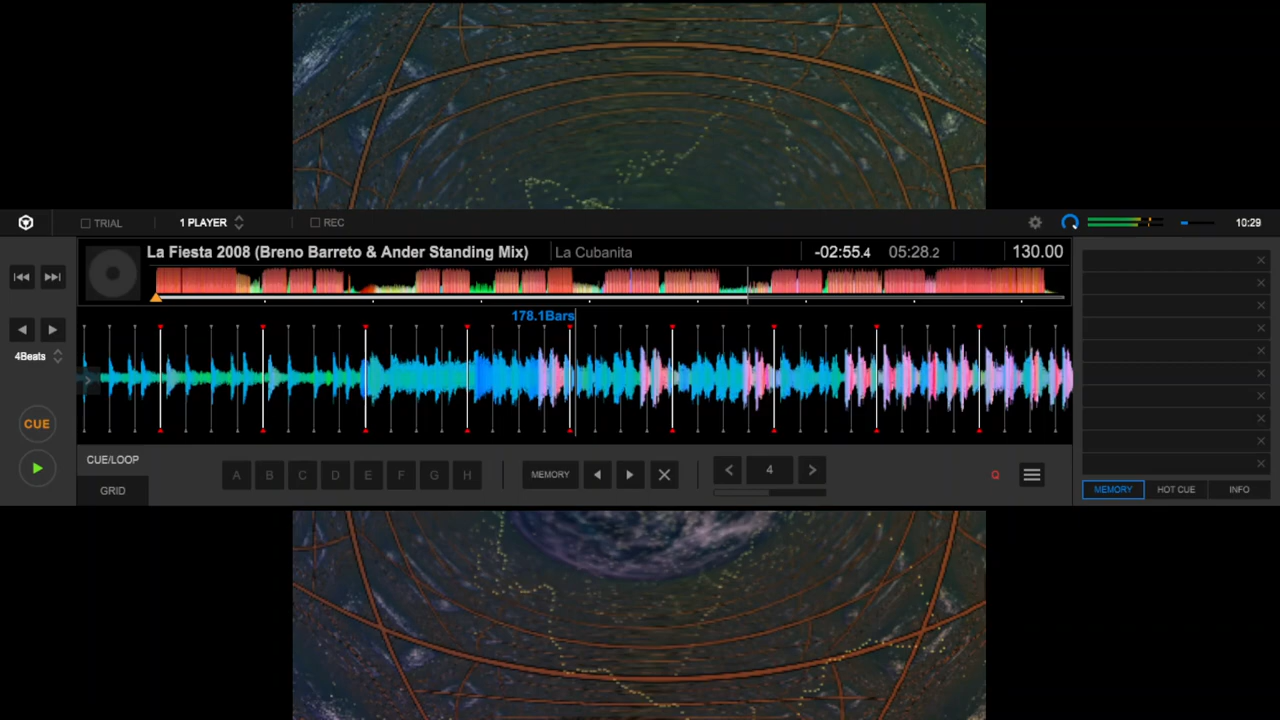 TRIAL 1 PLAYER REC 10:29
La Fiesta 2008 (Breno Barreto & Ander Standing Mix) La Cubanita -02:55.4 05:28.2 130.00
178.1Bars
4Beats
CUE
CUE/LOOP
GRID
A B C D E F G H MEMORY 4 Q
MEMORY HOT CUE INFO